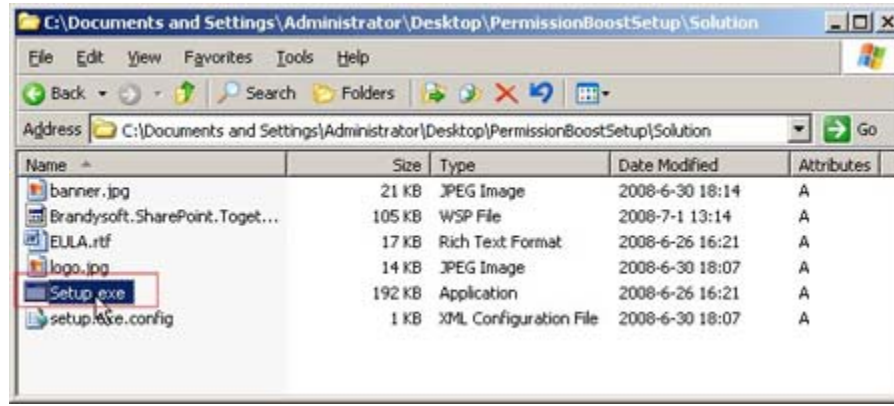 C:\Documents and Settings\Administrator\Desktop\PermissionBoostSetup\Solution
File Edit View Favorites Tools Help
Back Search Folders
Address C:\Documents and Settings\Administrator\Desktop\PermissionBoostSetup\Solution Go
Name Size Type Date Modified Attributes
banner.jpg 21 KB JPEG Image 2008-6-30 18:14 A
Brandysoft.SharePoint.Toget... 105 KB WSP File 2008-7-1 13:14 A
EULA.rtf 17 KB Rich Text Format 2008-6-26 16:21 A
logo.jpg 14 KB JPEG Image 2008-6-30 18:07 A
Setup.exe 192 KB Application 2008-6-26 16:21 A
setup.exe.config 1 KB XML Configuration File 2008-6-30 18:07 A